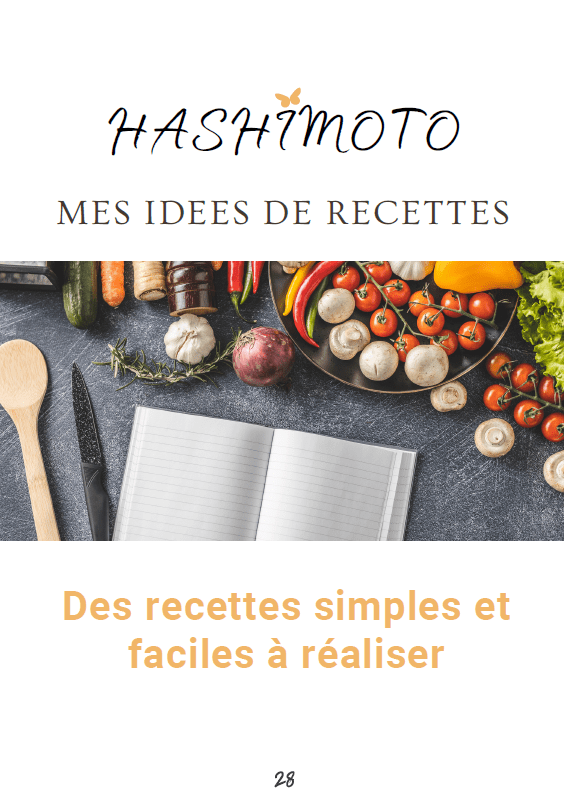 HASHIMOTO
MES IDEES DE RECETTES
Des recettes simples et
faciles à réaliser
28